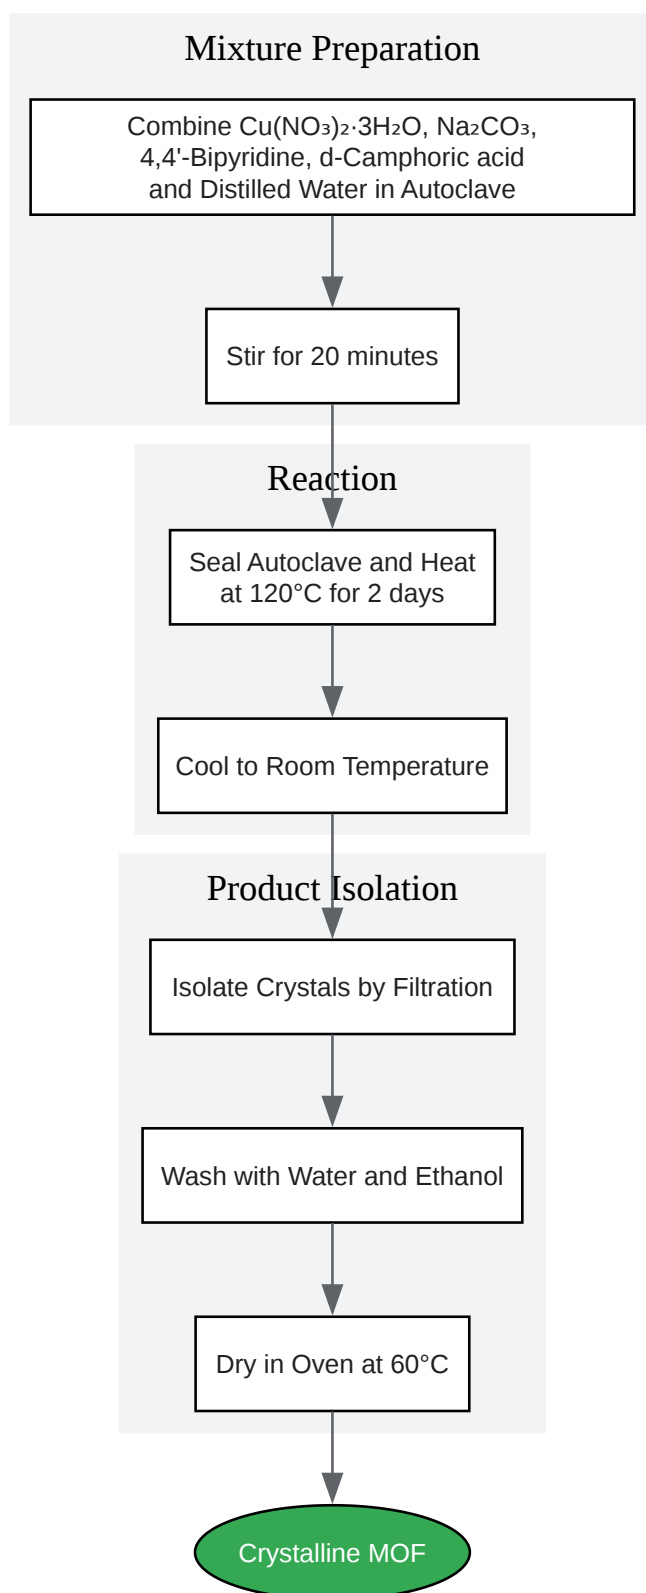 Mixture Preparation
Combine Cu(NO₃)₂·3H₂O, Na₂CO₃,
4,4'-Bipyridine, d-Camphoric acid
and Distilled Water in Autoclave
Stir for 20 minutes
Reaction
Seal Autoclave and Heat
at 120°C for 2 days
Cool to Room Temperature
Product Isolation
Isolate Crystals by Filtration
Wash with Water and Ethanol
Dry in Oven at 60°C
Crystalline MOF